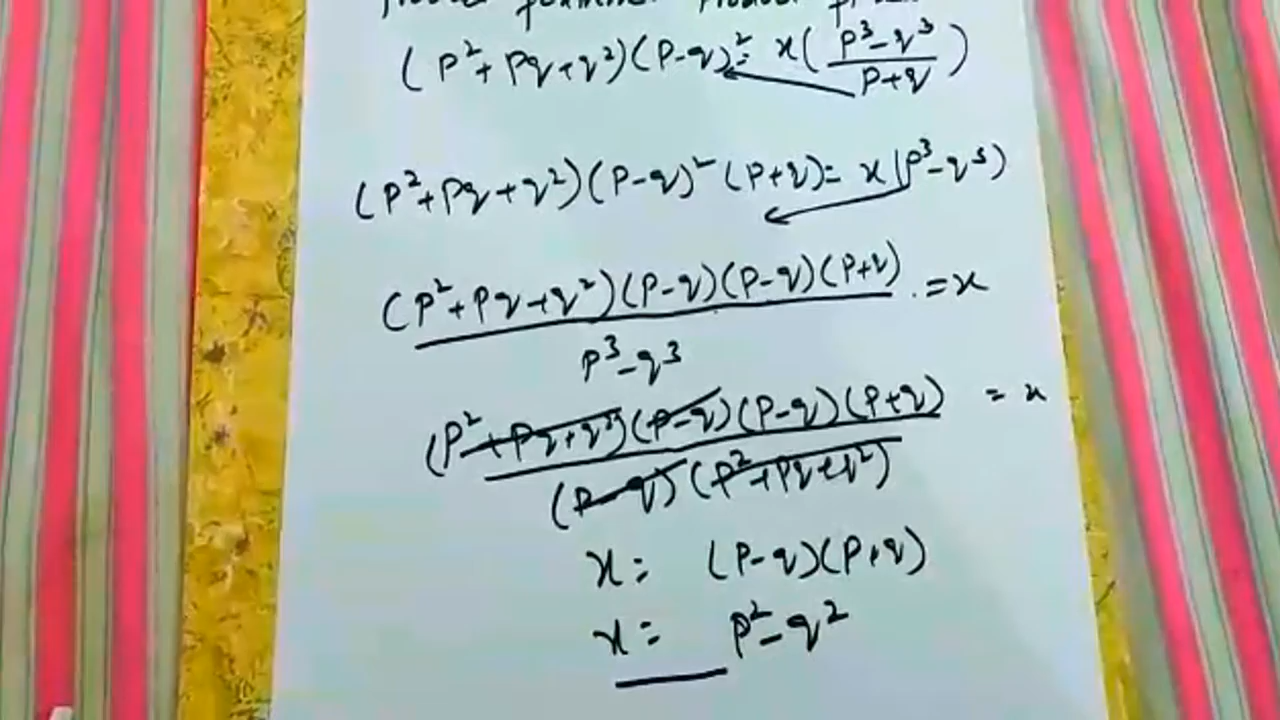 (P²+Pq+q²)(P-q)² = x(P³-q³/P+q)
(P²+Pq+q²)(P-q)²(P+q) = x(P³-q³)
(P²+Pq+q²)(P-q)(P-q)(P+q) = x
P³-q³
(P²+Pq+q²)(P-q)(P-q)(P+q) = x
(P-q)(P²+Pq+q²)
x = (P-q)(P+q)
x = P²-q²